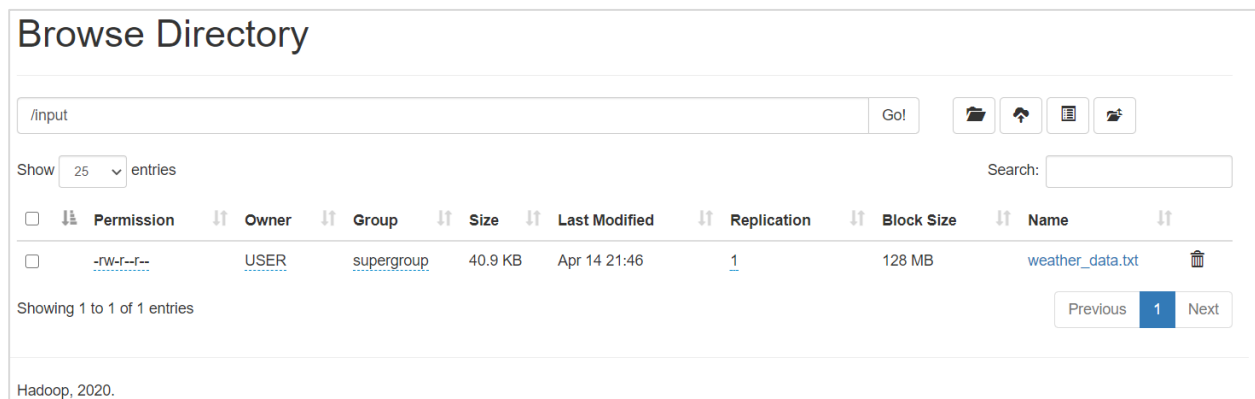 Browse Directory
/input Go!
Show 25 entries Search:
Permission Owner Group Size Last Modified Replication Block Size Name
-rw-r--r-- USER supergroup 40.9 KB Apr 14 21:46 1 128 MB weather_data.txt
Showing 1 to 1 of 1 entries Previous 1 Next
Hadoop, 2020.